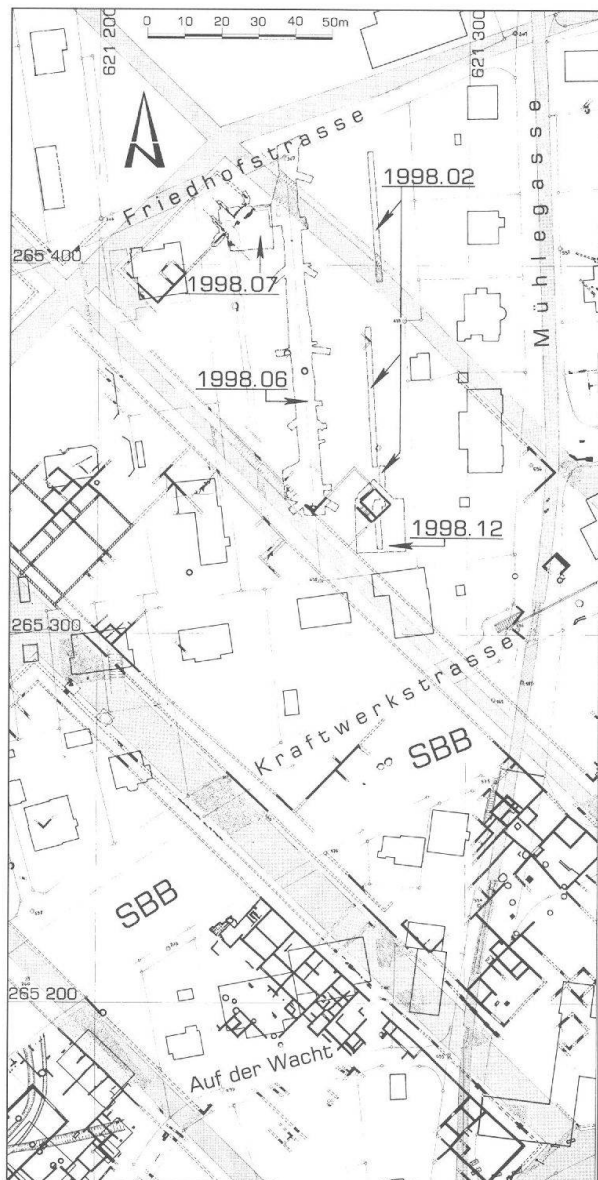 0 10 20 30 40 50m
621 200
621 300
Friedhofstrasse
Mühlegasse
N
1998.02
265 400
1998.07
1998.06
1998.12
265 300
Kraftwerkstrasse
SBB
SBB
265 200
Auf der Wacht